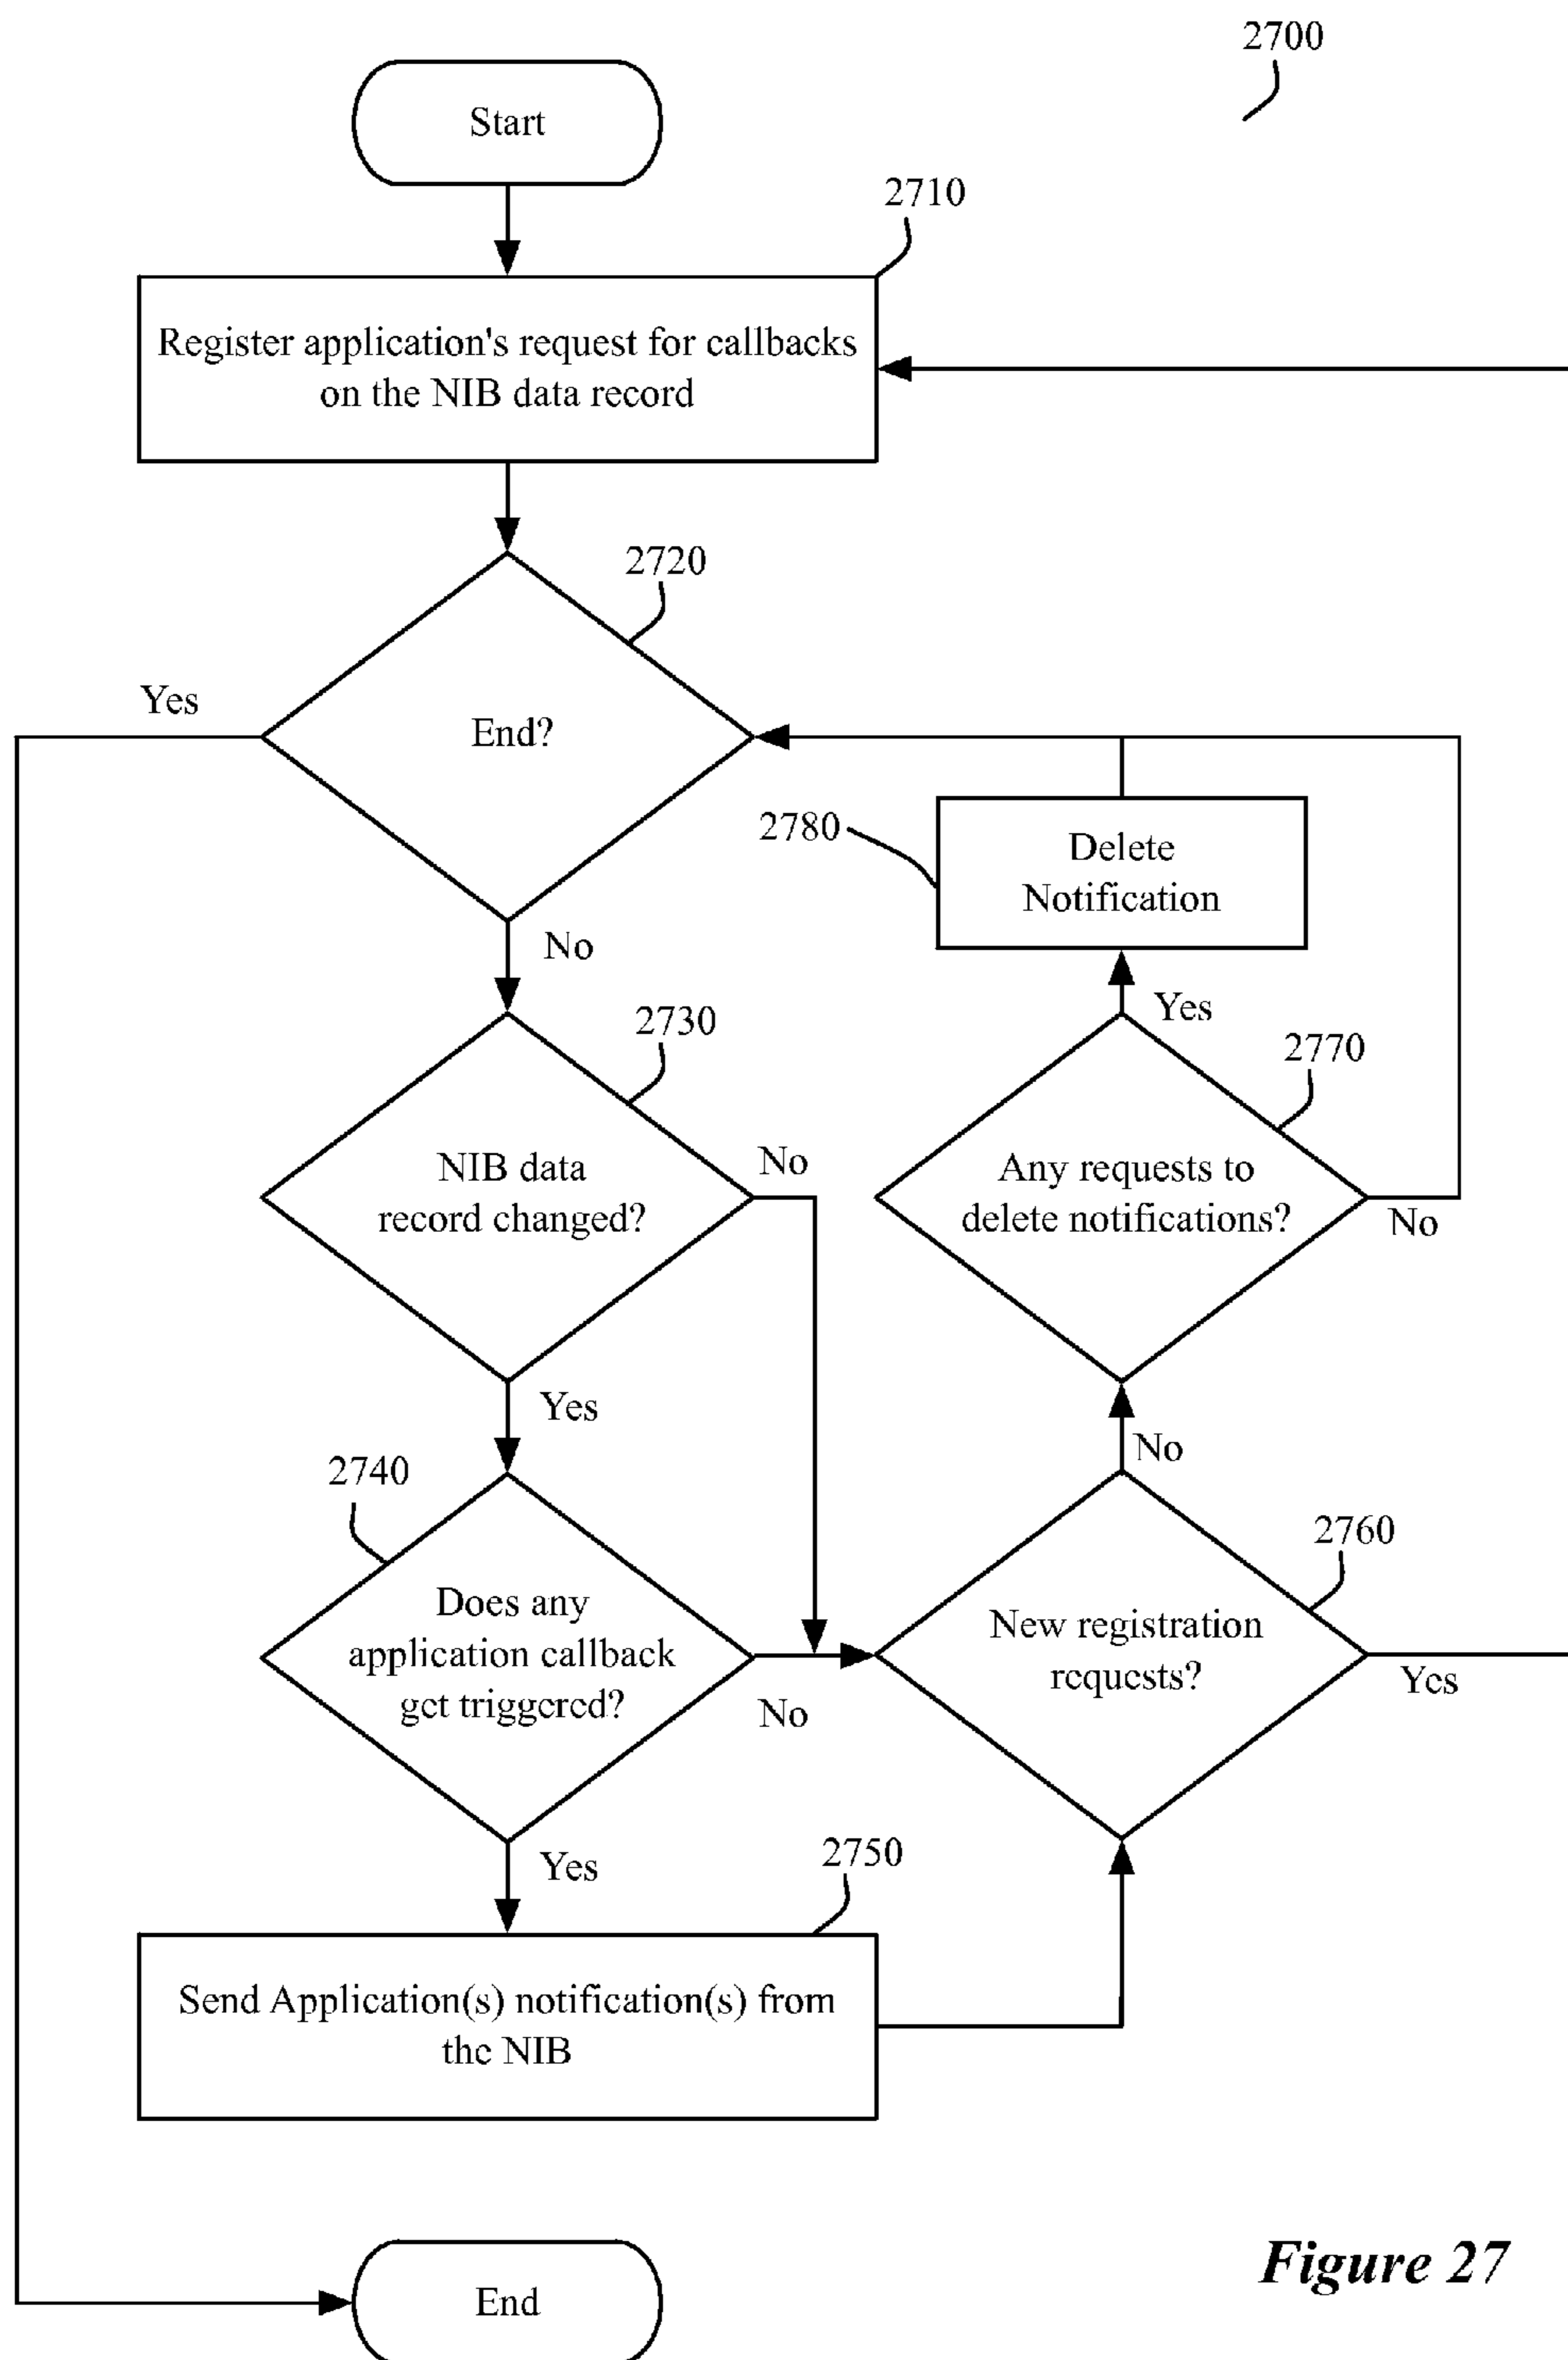 2700
Start
2710
Register application's request for callbacks
on the NIB data record
2720
Yes
End?
2780
Delete
Notification
No
Yes
2730
2770
No
NIB data
record changed?
Any requests to
delete notifications?
No
Yes
No
2740
2760
Does any
application callback
get triggered?
New registration
requests?
Yes
No
Yes
2750
Send Application(s) notification(s) from
the NIB
Figure 27
End